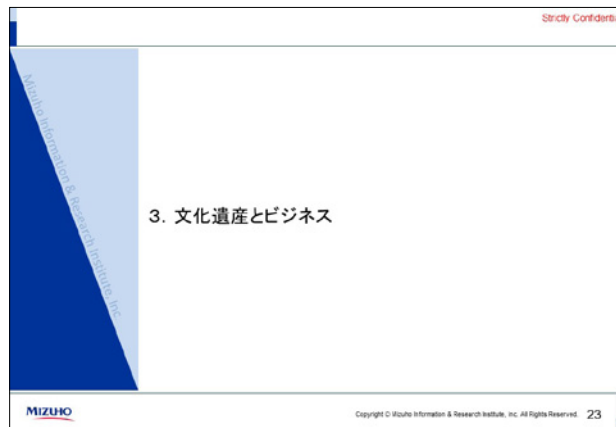 Strictly Confidenti
Mizuho Information & Research Institute, Inc.
3．文化遺産とビジネス
MIZUHO
Copyright © Mizuho Information & Research Institute, Inc. All Rights Reserved. 23